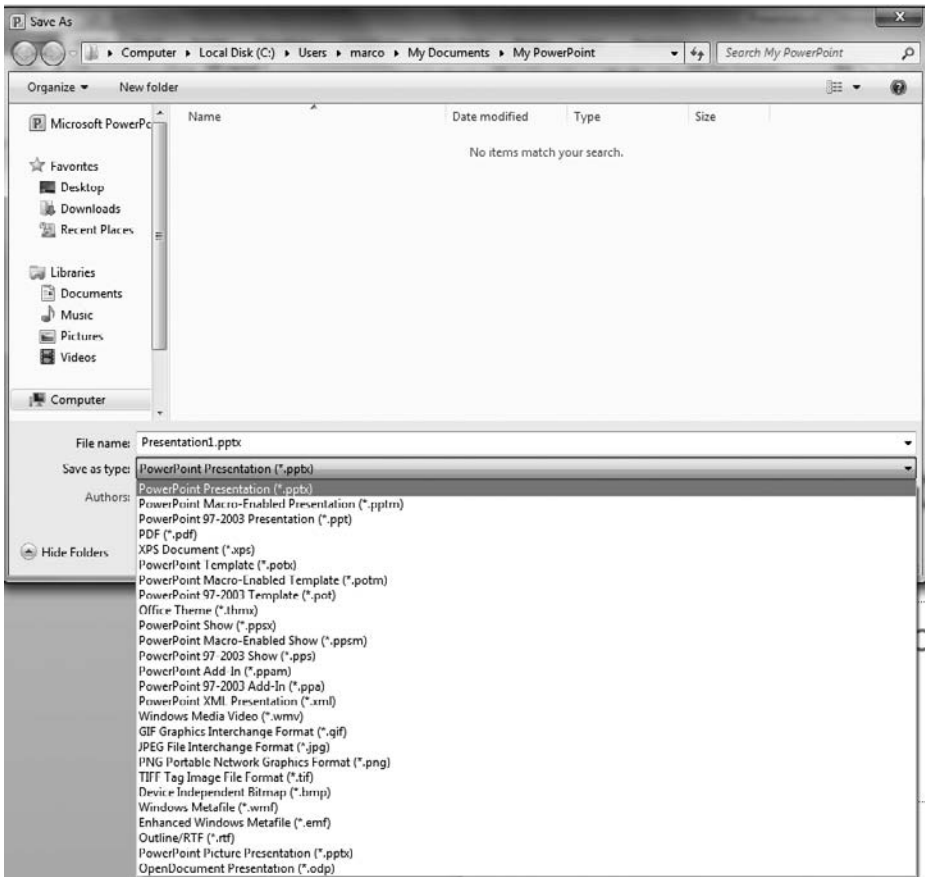 Save As
Computer ▸ Local Disk (C:) ▸ Users ▸ marco ▸ My Documents ▸ My PowerPoint
Search My PowerPoint
Organize
New folder
Name
Date modified
Type
Size
No items match your search.
Microsoft PowerPo
Favorites
Desktop
Downloads
Recent Places
Libraries
Documents
Music
Pictures
Videos
Computer
File name: Presentation1.pptx
Save as type: PowerPoint Presentation (*.pptx)
Authors:
Hide Folders
PowerPoint Presentation (*.pptx)
PowerPoint Macro-Enabled Presentation (*.pptm)
PowerPoint 97-2003 Presentation (*.ppt)
PDF (*.pdf)
XPS Document (*.xps)
PowerPoint Template (*.potx)
PowerPoint Macro-Enabled Template (*.potm)
PowerPoint 97-2003 Template (*.pot)
Office Theme (*.thmx)
PowerPoint Show (*.ppsx)
PowerPoint Macro-Enabled Show (*.ppsm)
PowerPoint 97-2003 Show (*.pps)
PowerPoint Add-In (*.ppam)
PowerPoint 97-2003 Add-In (*.ppa)
PowerPoint XML Presentation (*.xml)
Windows Media Video (*.wmv)
GIF Graphics Interchange Format (*.gif)
JPEG File Interchange Format (*.jpg)
PNG Portable Network Graphics Format (*.png)
TIFF Tag Image File Format (*.tif)
Device Independent Bitmap (*.bmp)
Windows Metafile (*.wmf)
Enhanced Windows Metafile (*.emf)
Outline/RTF (*.rtf)
PowerPoint Picture Presentation (*.pptx)
OpenDocument Presentation (*.odp)